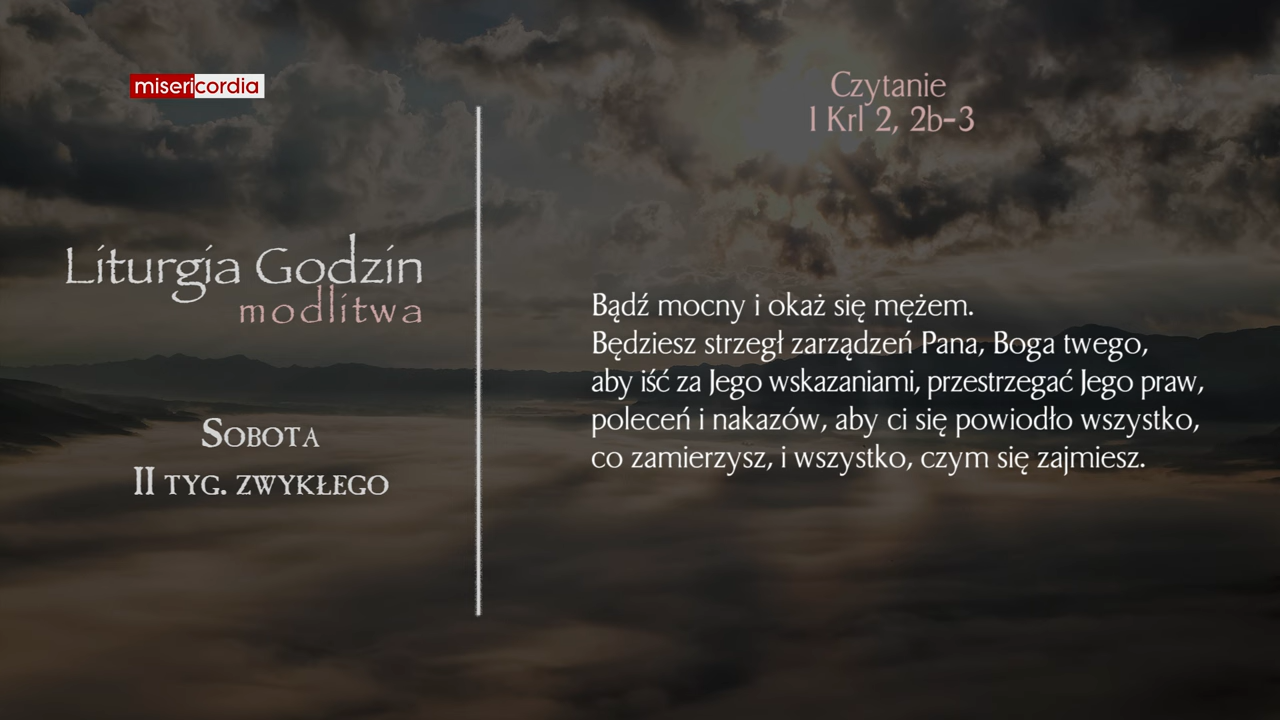 misericordia
Liturgia Godzin
modlitwa
Sobota
II tyg. zwykłego
Czytanie
1 Krl 2, 2b-3
Bądź mocny i okaż się mężem.
Będziesz strzegł zarządzeń Pana, Boga twego,
aby iść za Jego wskazaniami, przestrzegać Jego praw,
poleceń i nakazów, aby ci się powiodło wszystko,
co zamierzysz, i wszystko, czym się zajmiesz.